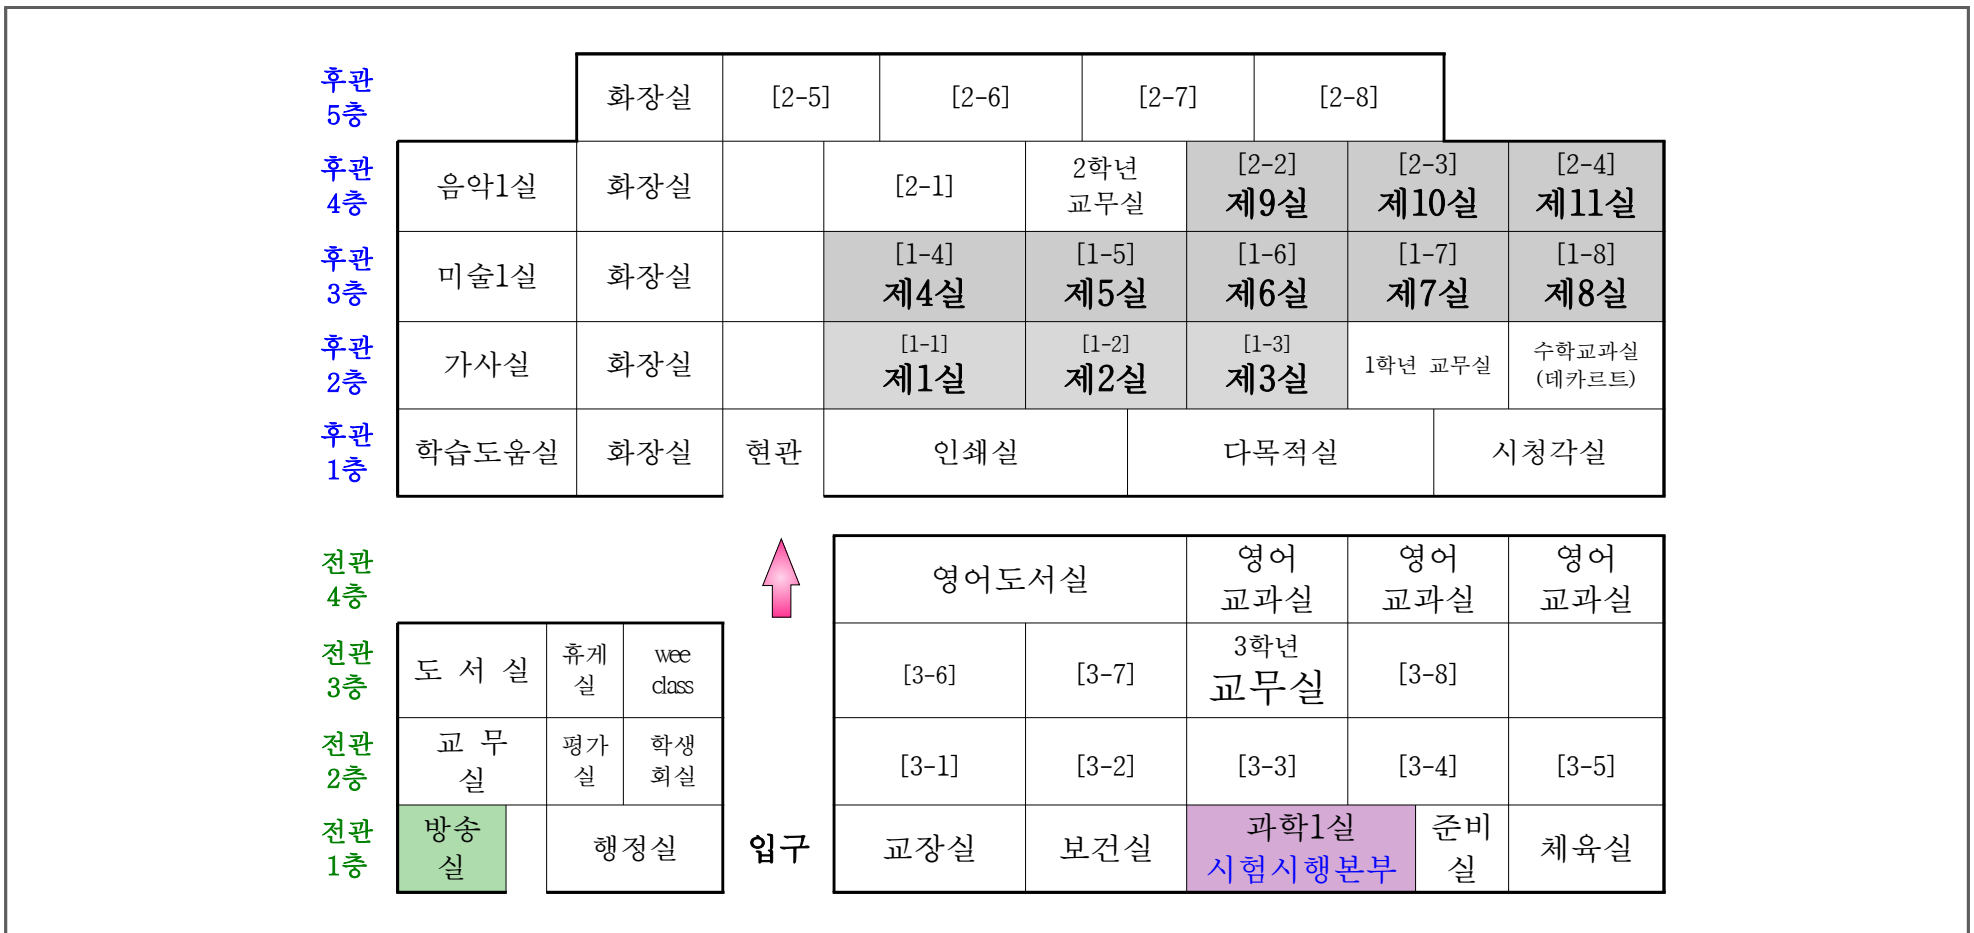 후관
5층
화장실
[2-5]
[2-6]
[2-7]
[2-8]
후관
4층
음악1실
화장실
[2-1]
2학년
교무실
[2-2]
제9실
[2-3]
제10실
[2-4]
제11실
후관
3층
미술1실
화장실
[1-4]
제4실
[1-5]
제5실
[1-6]
제6실
[1-7]
제7실
[1-8]
제8실
후관
2층
가사실
화장실
[1-1]
제1실
[1-2]
제2실
[1-3]
제3실
1학년 교무실
수학교과실
(데카르트)
후관
1층
학습도움실
화장실
현관
인쇄실
다목적실
시청각실
전관
4층
영어도서실
영어
교과실
영어
교과실
영어
교과실
전관
3층
도 서 실
휴게
실
wee
class
[3-6]
[3-7]
3학년
교무실
[3-8]
전관
2층
교 무
실
평가
실
학생
회실
[3-1]
[3-2]
[3-3]
[3-4]
[3-5]
전관
1층
방송
실
행정실
입구
교장실
보건실
과학1실
시험시행본부
준비
실
체육실